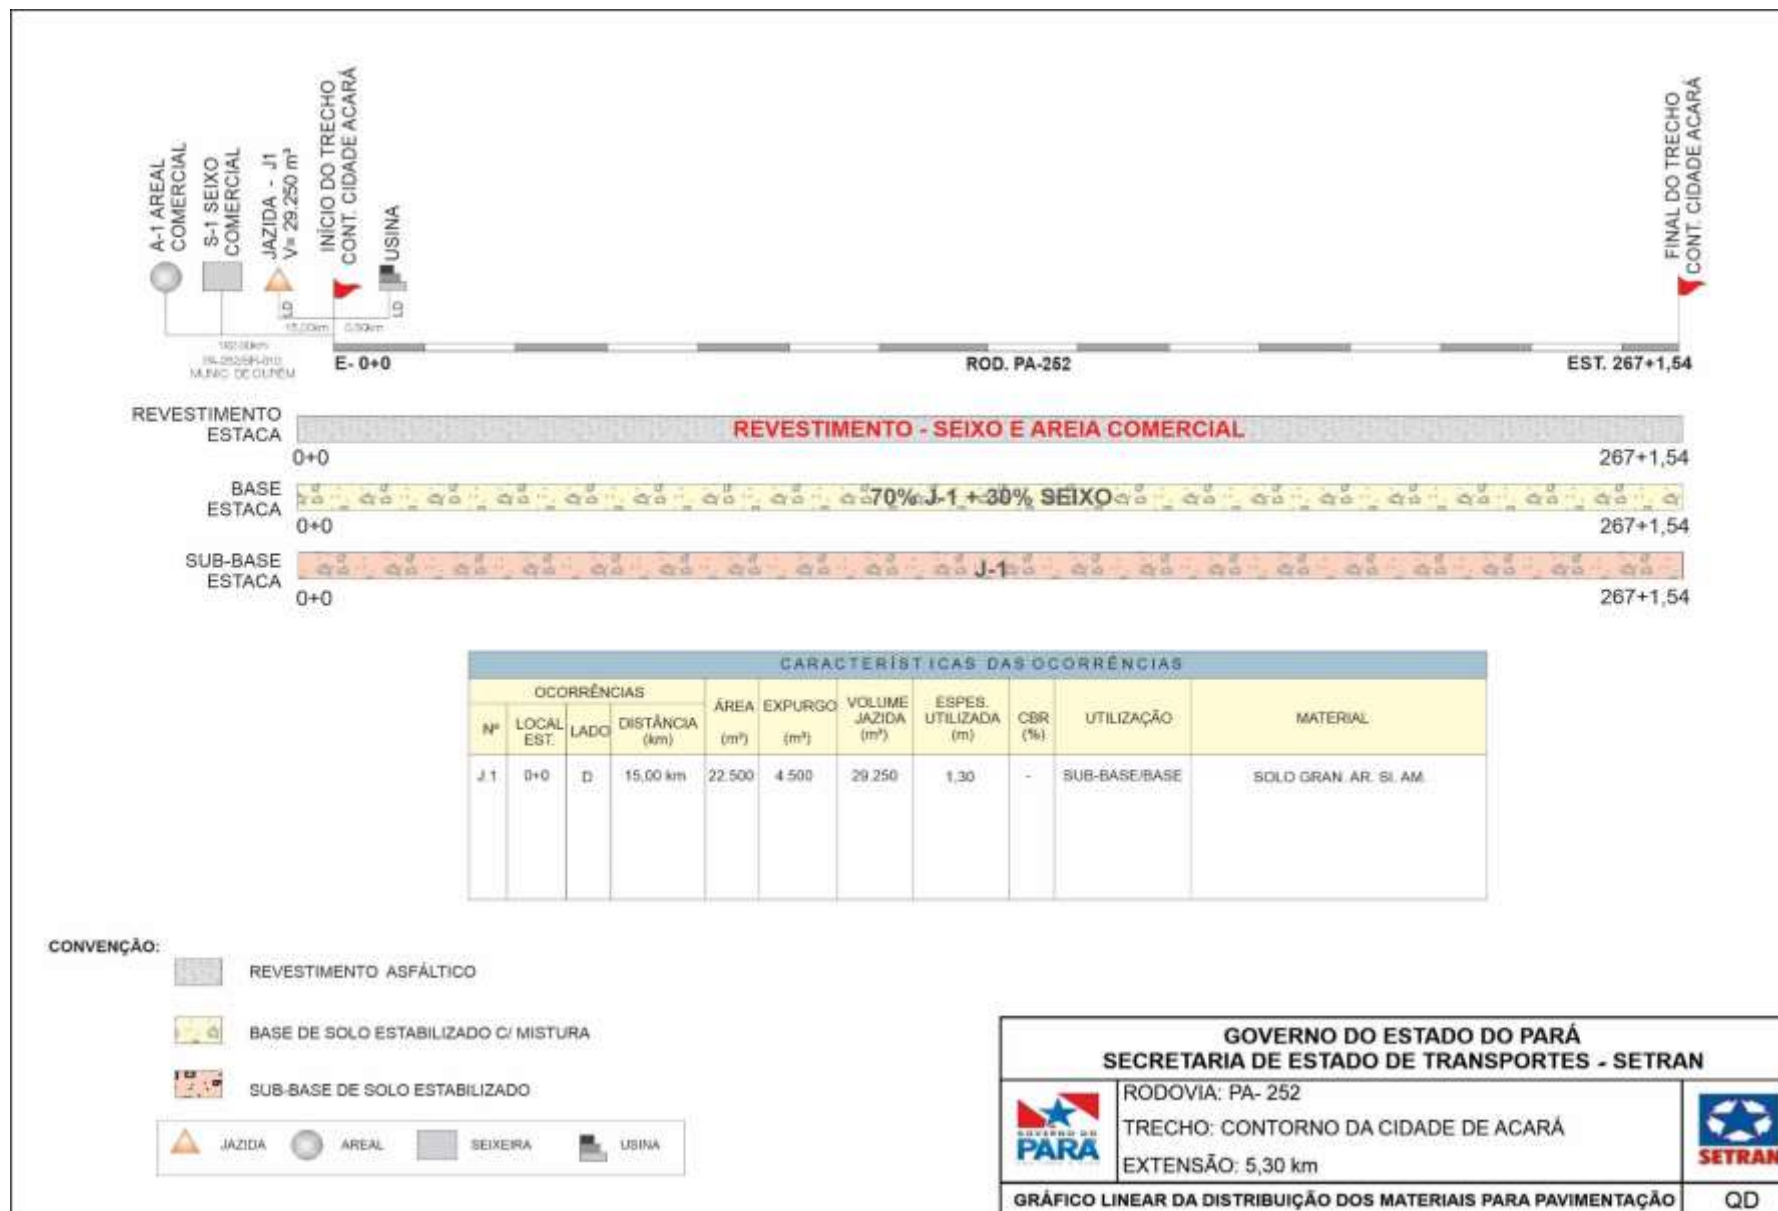 A-1 AREAL
COMERCIAL
S-1 SEIXO
COMERCIAL
JAZIDA - J1
V= 29.250 m³
INÍCIO DO TRECHO
CONT. CIDADE ACARÁ
USINA
FINAL DO TRECHO
CONT. CIDADE ACARÁ
LD
LD
15,00km
0,50km
MUNIC. DE OURÉM
E- 0+0
ROD. PA-252
EST. 267+1,54
REVESTIMENTO
ESTACA
REVESTIMENTO - SEIXO E AREIA COMERCIAL
0+0
267+1,54
BASE
ESTACA
70% J-1 + 30% SEIXO
0+0
267+1,54
SUB-BASE
ESTACA
J-1
0+0
267+1,54
CARACTERÍSTICAS DAS OCORRÊNCIAS
OCORRÊNCIAS
Nº
LOCAL
EST.
LADO
DISTÂNCIA
(km)
ÁREA
(m²)
EXPURGO
(m³)
VOLUME
JAZIDA
(m³)
ESPES.
UTILIZADA
(m)
CBR
(%)
UTILIZAÇÃO
MATERIAL
J.1 0+0 D 15,00 km 22.500 4.500 29.250 1,30 - SUB-BASE/BASE SOLO GRAN. AR. SI. AM.
CONVENÇÃO:
REVESTIMENTO ASFÁLTICO
BASE DE SOLO ESTABILIZADO C/ MISTURA
SUB-BASE DE SOLO ESTABILIZADO
JAZIDA
AREAL
SEIXEIRA
USINA
GOVERNO DO ESTADO DO PARÁ
SECRETARIA DE ESTADO DE TRANSPORTES - SETRAN
GOVERNO DO
PARÁ
RODOVIA: PA- 252
TRECHO: CONTORNO DA CIDADE DE ACARÁ
EXTENSÃO: 5,30 km
SETRAN
GRÁFICO LINEAR DA DISTRIBUIÇÃO DOS MATERIAIS PARA PAVIMENTAÇÃO
QD